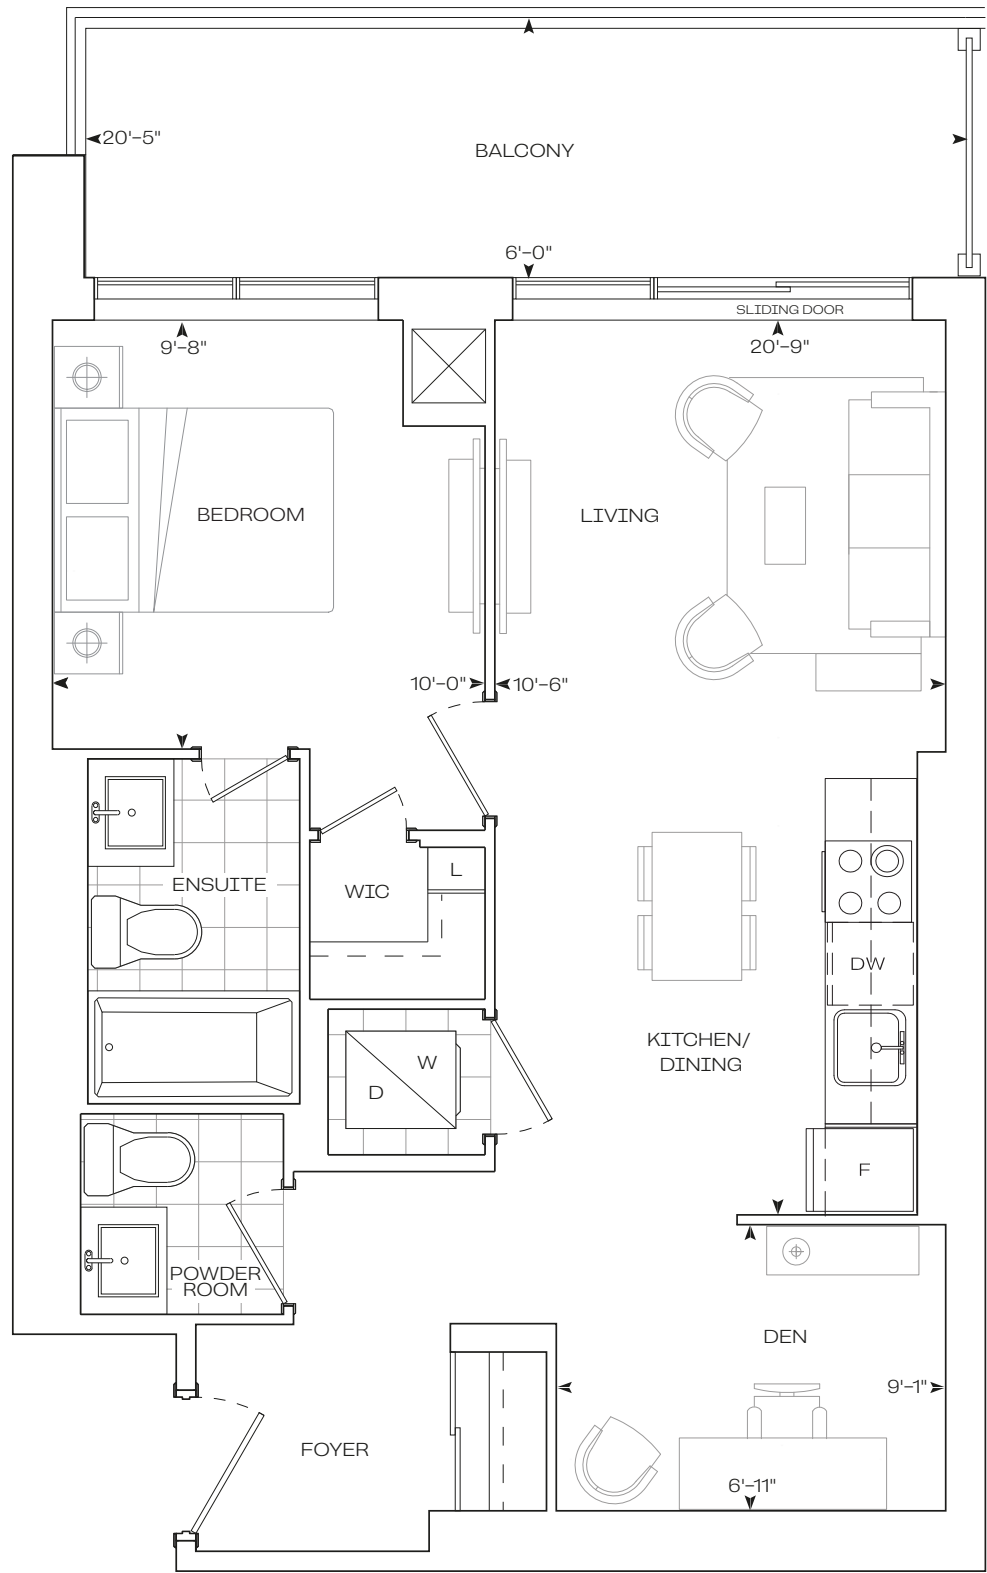 20'-5"
BALCONY
6'-0"
SLIDING DOOR
9'-8"
20'-9"
BEDROOM
LIVING
10'-0"
10'-6"
ENSUITE
WIC
L
DW
KITCHEN/
DINING
W
D
F
POWDER
ROOM
DEN
9'-1"
FOYER
6'-11"